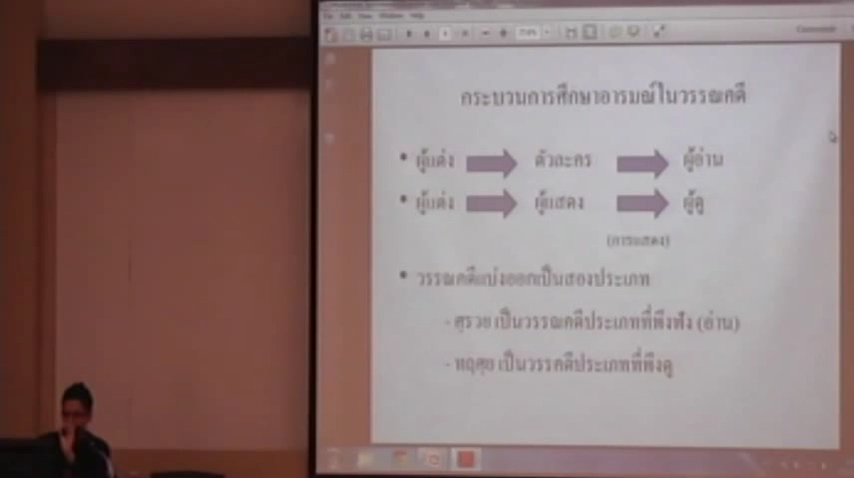 กระบวนการศึกษาอารมณ์ในวรรณคดี
• ผู้แต่ง ตัวละคร ผู้อ่าน
• ผู้แต่ง ผู้แสดง ผู้ดู
(การแสดง)
• วรรณคดีแบ่งออกเป็นสองประเภท
- ศฺรวฺย เป็นวรรณคดีประเภทที่พึงฟัง (อ่าน)
- ทฤศฺย เป็นวรรคดีประเภทที่พึงดู